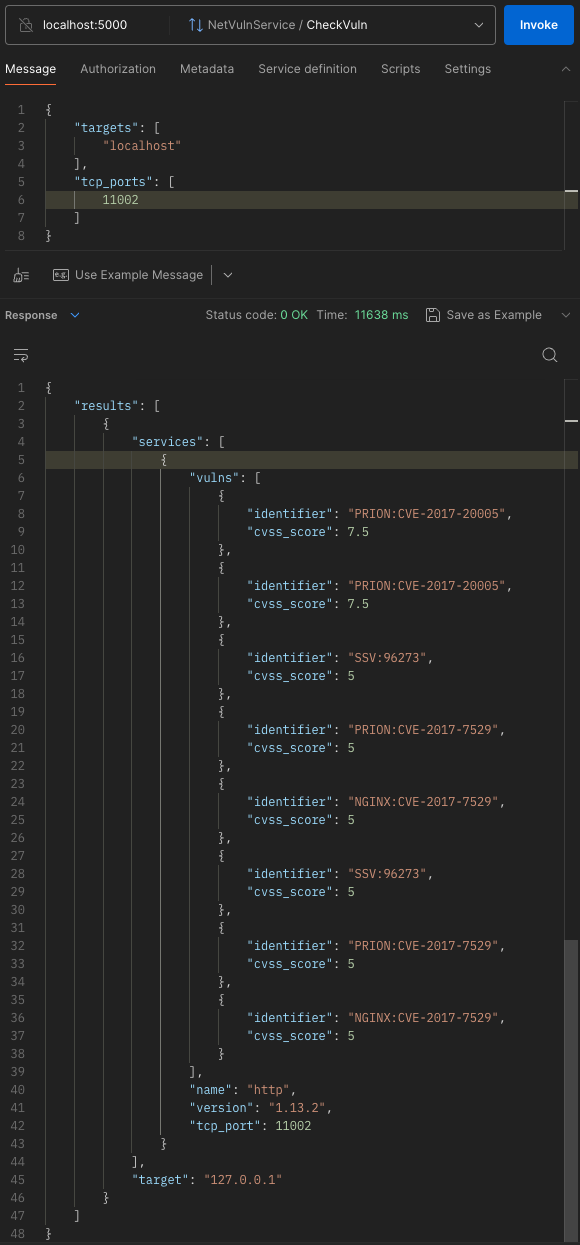 localhost:5000 NetVulnService / CheckVuln Invoke
Message Authorization Metadata Service definition Scripts Settings
1 {
2 "targets": [
3 "localhost"
4 ],
5 "tcp_ports": [
6 11002
7 ]
8 }
e.g. Use Example Message
Response Status code: 0 OK Time: 11638 ms Save as Example
1 {
2 "results": [
3 {
4 "services": [
5 {
6 "vulns": [
7 {
8 "identifier": "PRION:CVE-2017-20005",
9 "cvss_score": 7.5
10 },
11 {
12 "identifier": "PRION:CVE-2017-20005",
13 "cvss_score": 7.5
14 },
15 {
16 "identifier": "SSV:96273",
17 "cvss_score": 5
18 },
19 {
20 "identifier": "PRION:CVE-2017-7529",
21 "cvss_score": 5
22 },
23 {
24 "identifier": "NGINX:CVE-2017-7529",
25 "cvss_score": 5
26 },
27 {
28 "identifier": "SSV:96273",
29 "cvss_score": 5
30 },
31 {
32 "identifier": "PRION:CVE-2017-7529",
33 "cvss_score": 5
34 },
35 {
36 "identifier": "NGINX:CVE-2017-7529",
37 "cvss_score": 5
38 }
39 ],
40 "name": "http",
41 "version": "1.13.2",
42 "tcp_port": 11002
43 }
44 ],
45 "target": "127.0.0.1"
46 }
47 ]
48 }